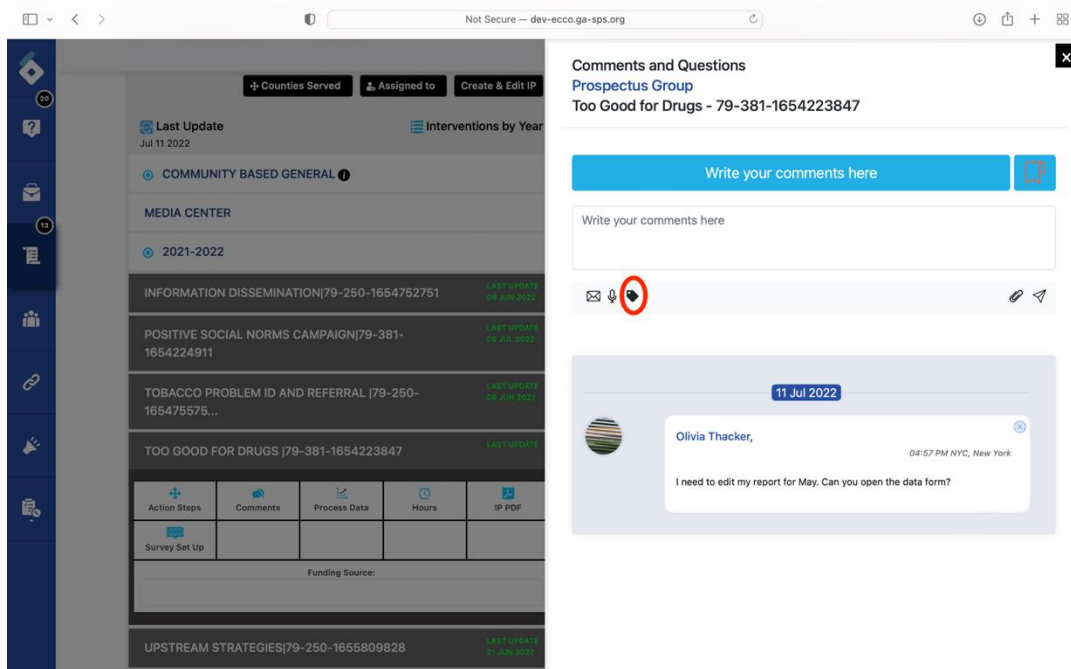 Not Secure — dev-ecco.ga-sps.org
20
13
Counties Served
Assigned to
Create & Edit IP
Last Update
Jul 11 2022
Interventions by Year
COMMUNITY BASED GENERAL
MEDIA CENTER
2021-2022
INFORMATION DISSEMINATION|79-250-1654752751
LAST UPDATE
09 JUN 2022
POSITIVE SOCIAL NORMS CAMPAIGN|79-381-
1654224911
LAST UPDATE
06 JUL 2022
TOBACCO PROBLEM ID AND REFERRAL |79-250-
165475575...
LAST UPDATE
09 JUN 2022
TOO GOOD FOR DRUGS |79-381-1654223847
LAST UPDATE
Action Steps
Comments
Process Data
Hours
IP PDF
Survey Set Up
Funding Source:
UPSTREAM STRATEGIES|79-250-1655809828
LAST UPDATE
21 JUN 2022
Comments and Questions
Prospectus Group
Too Good for Drugs - 79-381-1654223847
Write your comments here
Write your comments here
11 Jul 2022
Olivia Thacker,
04:57 PM NYC, New York
I need to edit my report for May. Can you open the data form?